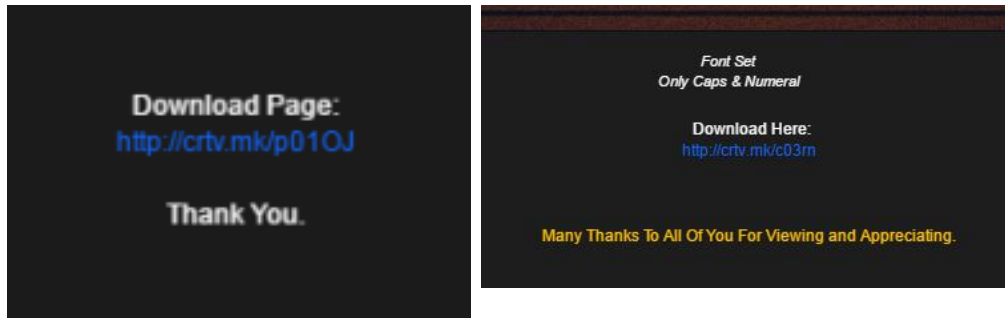 Download Page:
http://crtv.mk/p01OJ
Thank You.
Font Set
Only Caps & Numeral
Download Here:
http://crtv.mk/c03rn
Many Thanks To All Of You For Viewing and Appreciating.